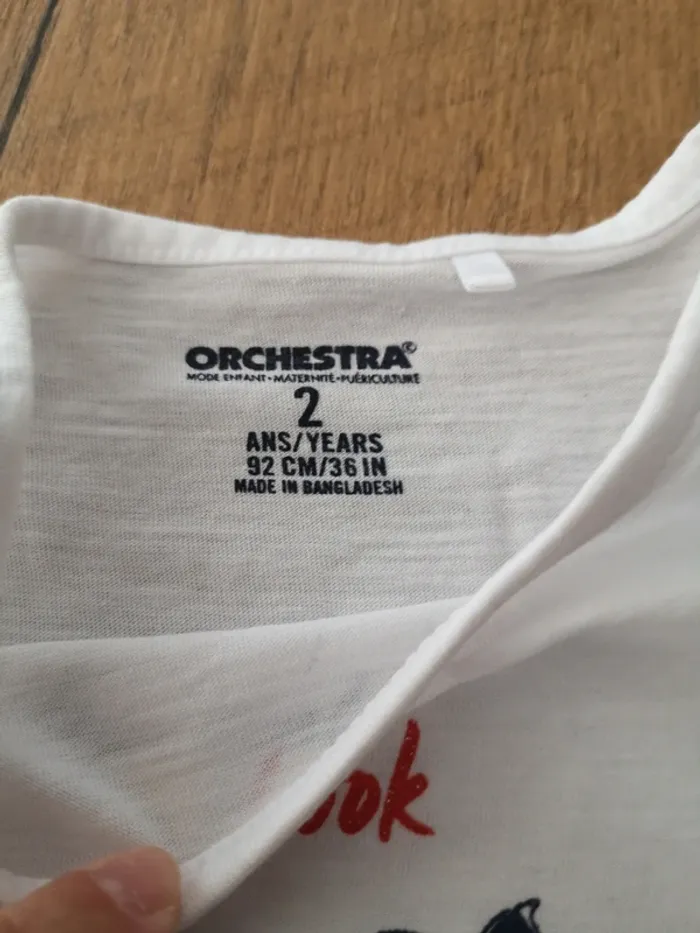 ORCHESTRA©
MODE ENFANT-MATERNITÉ-PUÉRICULTURE
2
ANS/YEARS
92 CM/36 IN
MADE IN BANGLADESH